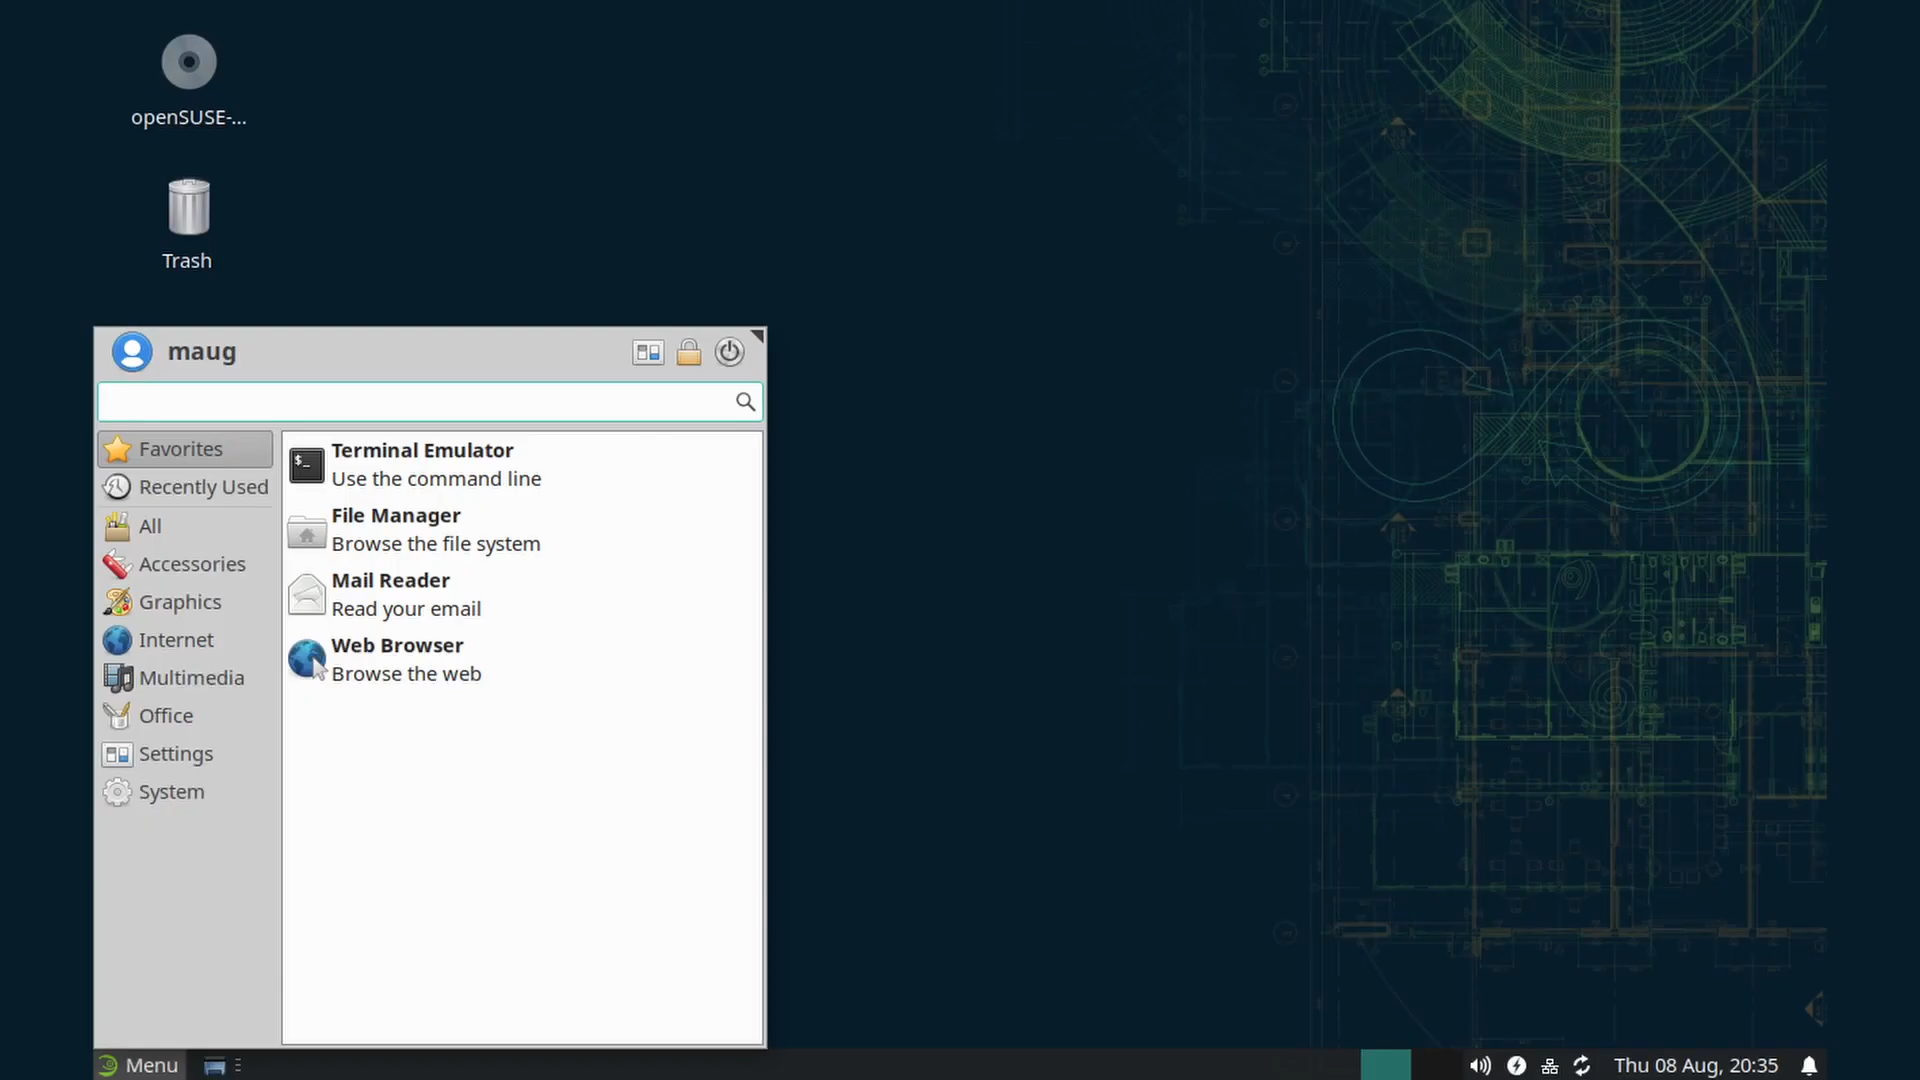 openSUSE-...
Trash
maug
Favorites
Recently Used
All
Accessories
Graphics
Internet
Multimedia
Office
Settings
System
$_
Terminal Emulator
Use the command line
File Manager
Browse the file system
Mail Reader
Read your email
Web Browser
Browse the web
openSUSE
Menu
Thu 08 Aug, 20:35